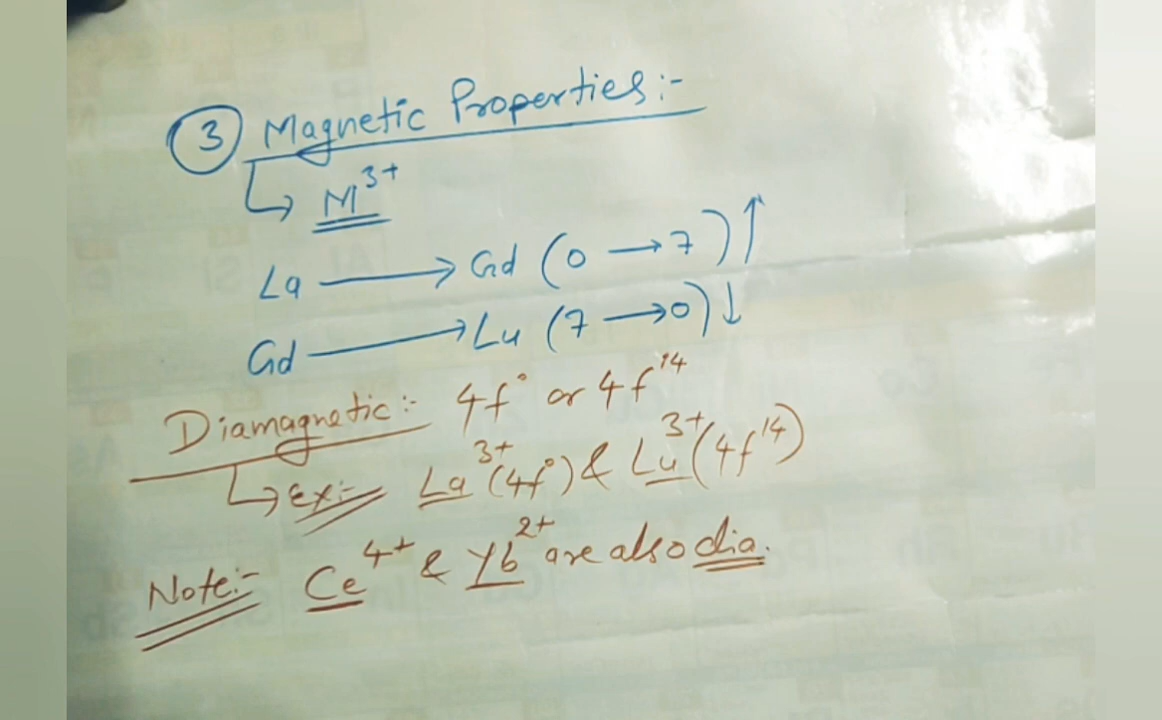 ③ Magnetic Properties:-
↳ M³⁺
La ⟶ Gd (0 → 7) ↑
Gd ⟶ Lu (7 → 0) ↓
Diamagnetic:- 4f⁰ or 4f¹⁴
↳ Ex:- La³⁺(4f⁰) & Lu³⁺(4f¹⁴)
Note:- Ce⁴⁺ & Yb²⁺ are also dia.